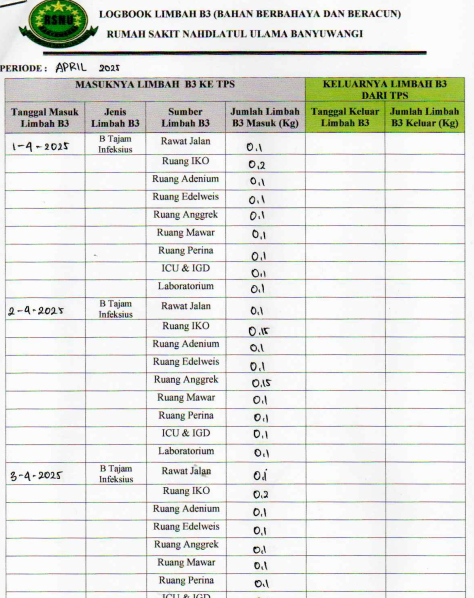 RSNU
LOGBOOK LIMBAH B3 (BAHAN BERBAHAYA DAN BERACUN)
RUMAH SAKIT NAHDLATUL ULAMA BANYUWANGI
PERIODE : APRIL 2025
MASUKNYA LIMBAH B3 KE TPS KELUARNYA LIMBAH B3 DARI TPS
Tanggal Masuk Limbah B3 Jenis Limbah B3 Sumber Limbah B3 Jumlah Limbah B3 Masuk (Kg) Tanggal Keluar Limbah B3 Jumlah Limbah B3 Keluar (Kg)
1-4-2025 B Tajam Infeksius Rawat Jalan 0,1
Ruang IKO 0,2
Ruang Adenium 0,1
Ruang Edelweis 0,1
Ruang Anggrek 0,1
Ruang Mawar 0,1
Ruang Perina 0,1
ICU & IGD 0,1
Laboratorium 0,1
2-4-2025 B Tajam Infeksius Rawat Jalan 0,1
Ruang IKO 0,15
Ruang Adenium 0,1
Ruang Edelweis 0,1
Ruang Anggrek 0,15
Ruang Mawar 0,1
Ruang Perina 0,1
ICU & IGD 0,1
Laboratorium 0,1
3-4-2025 B Tajam Infeksius Rawat Jalan 0,1
Ruang IKO 0,2
Ruang Adenium 0,1
Ruang Edelweis 0,1
Ruang Anggrek 0,1
Ruang Mawar 0,1
Ruang Perina 0,1
ICU & IGD